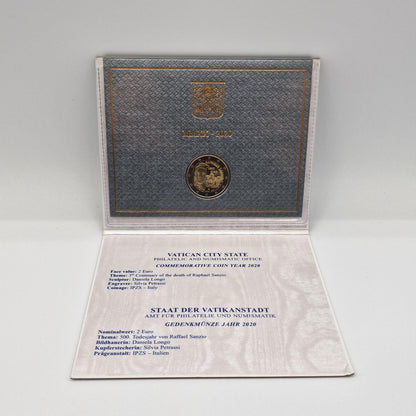 VATICAN CITY STATE
PHILATELIC AND NUMISMATIC OFFICE
COMMEMORATIVE COIN YEAR 2020
Face value: 2 Euro
Theme: 5° Centenary of the death of Raphael Sanzio
Sculptor: Daniela Longo
Engraver: Silvia Petrassi
Coinage: IPZS – Italy
STAAT DER VATIKANSTADT
AMT FÜR PHILATELIE UND NUMISMATIK
GEDENKMÜNZE JAHR 2020
Nominalwert: 2 Euro
Thema: 500. Todesjahr von Raffael Sanzio
Bildhauerin: Daniela Longo
Kupferstecherin: Silvia Petrassi
Prägeanstalt: IPZS – Italien